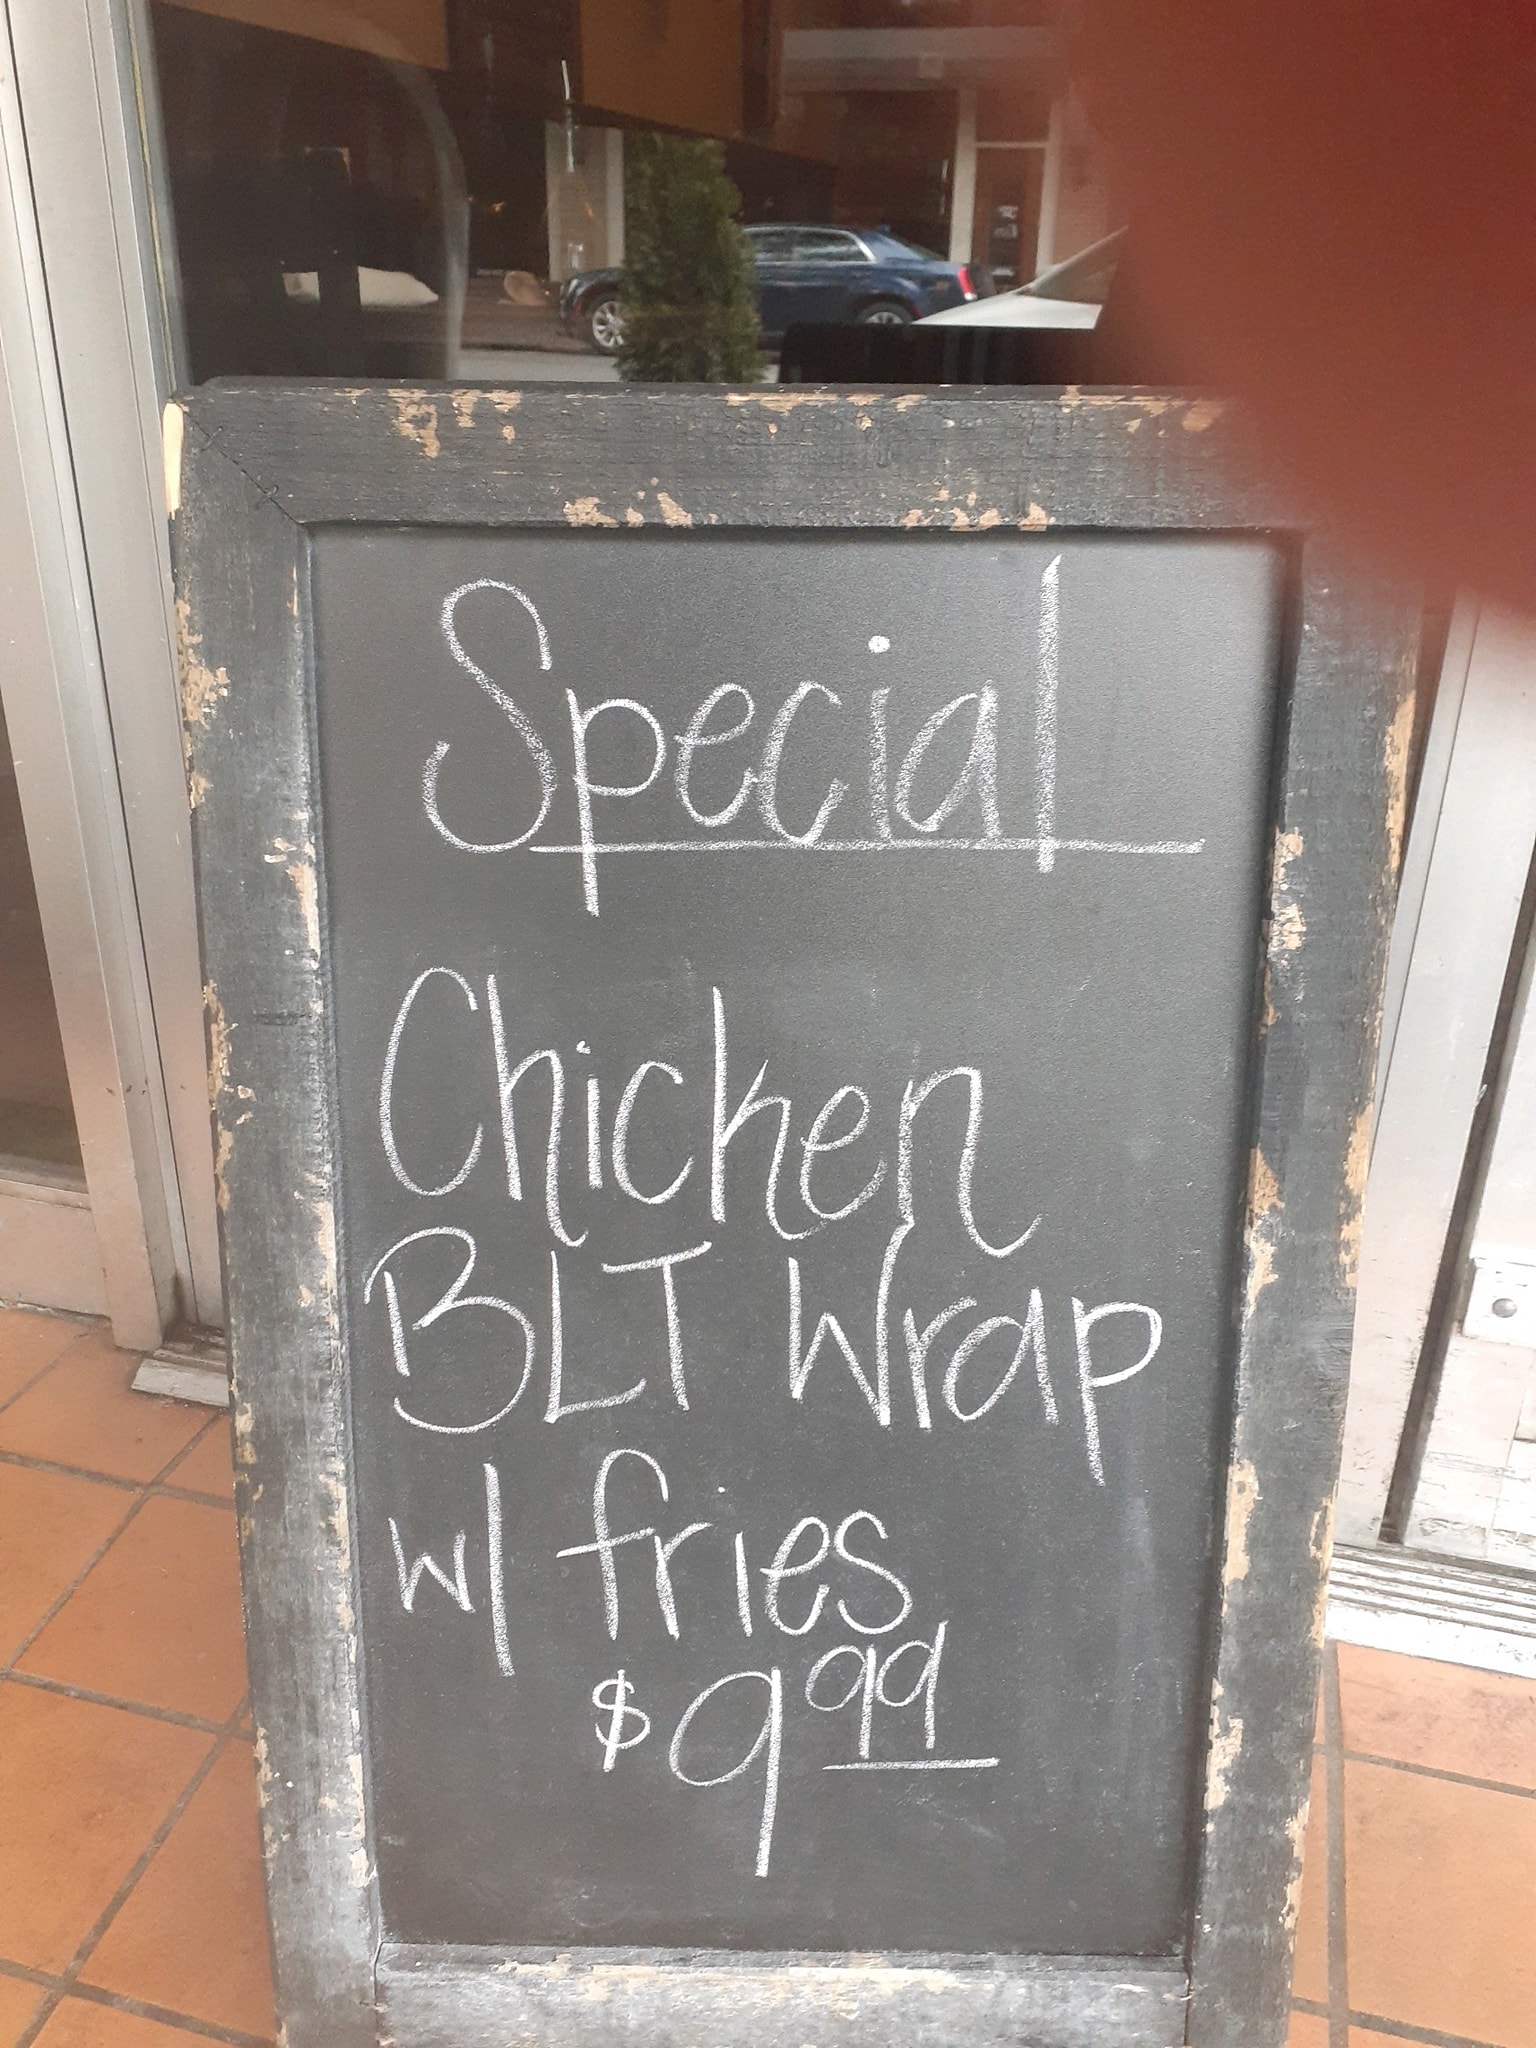 Special
Chicken
BLT Wrap
w/ fries
$9.99